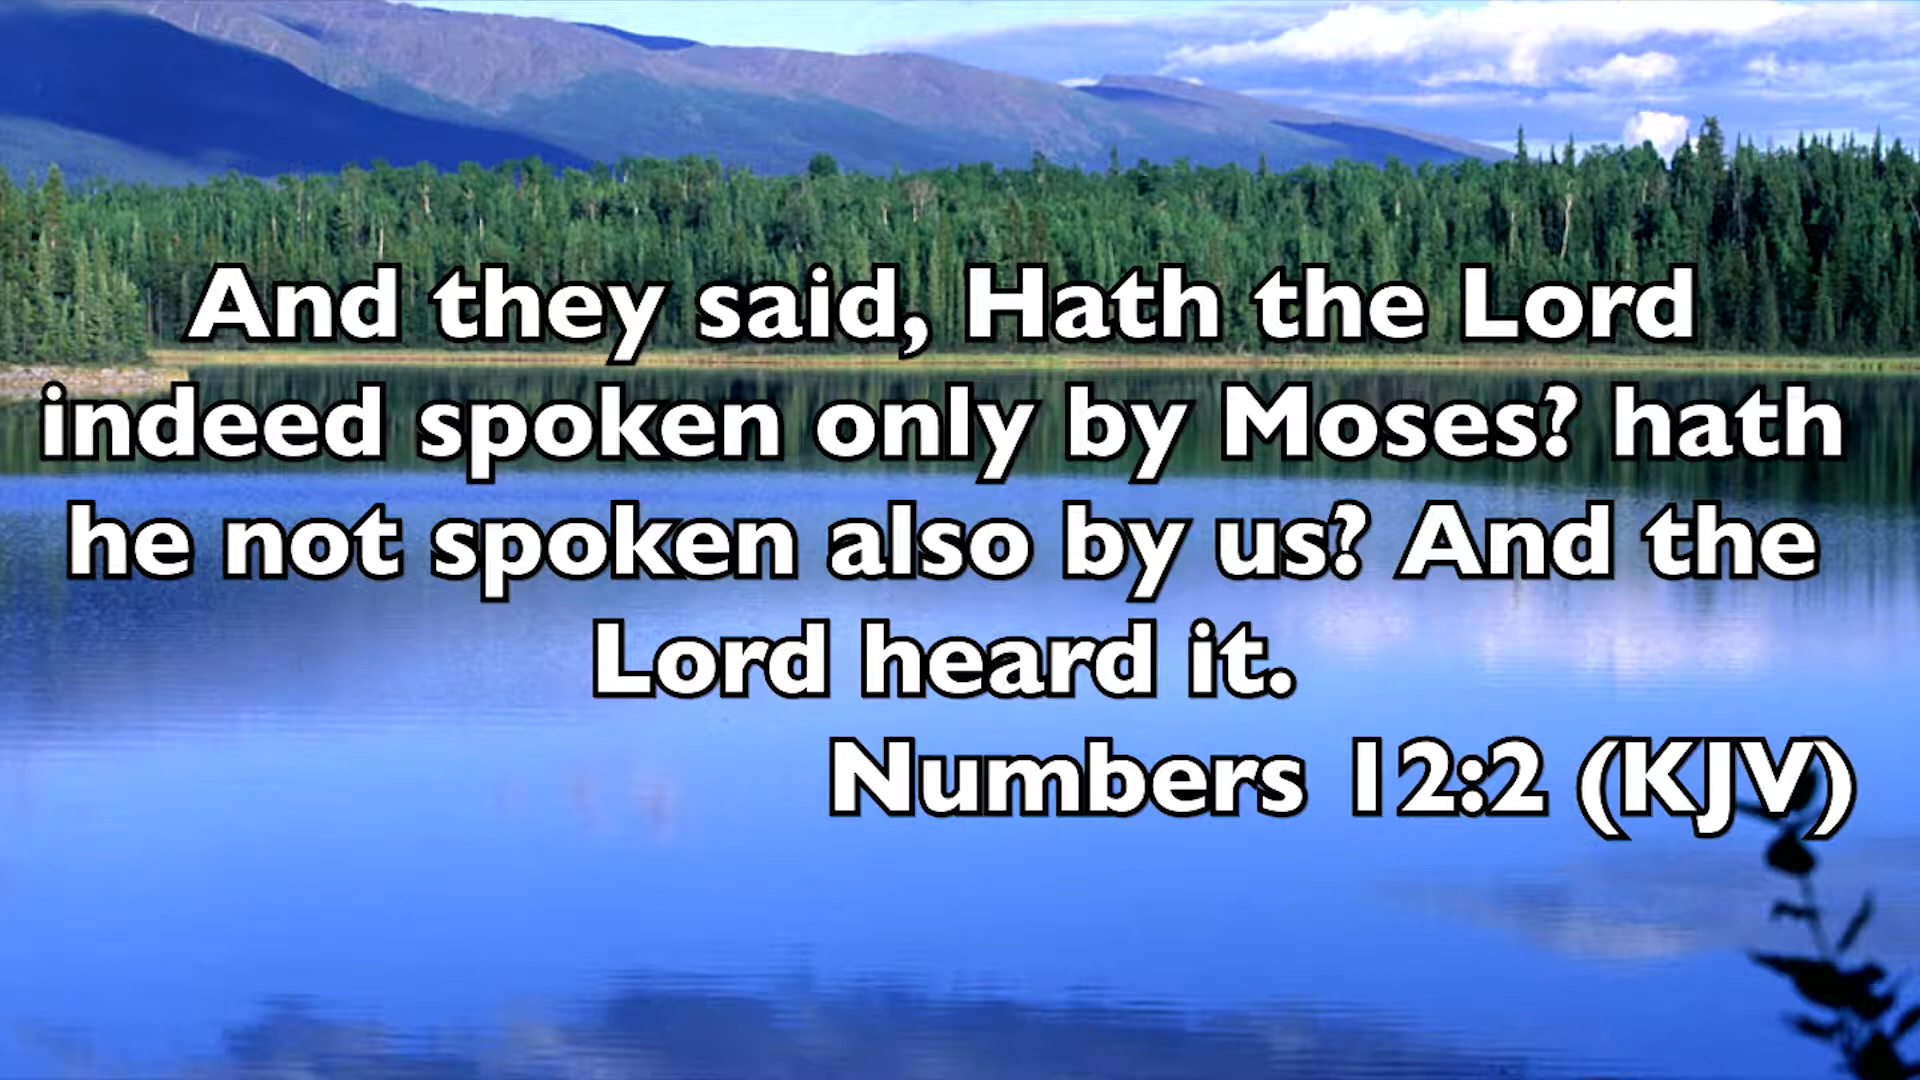 And they said, Hath the Lord
indeed spoken only by Moses? hath
he not spoken also by us? And the
Lord heard it.
Numbers 12:2 (KJV)